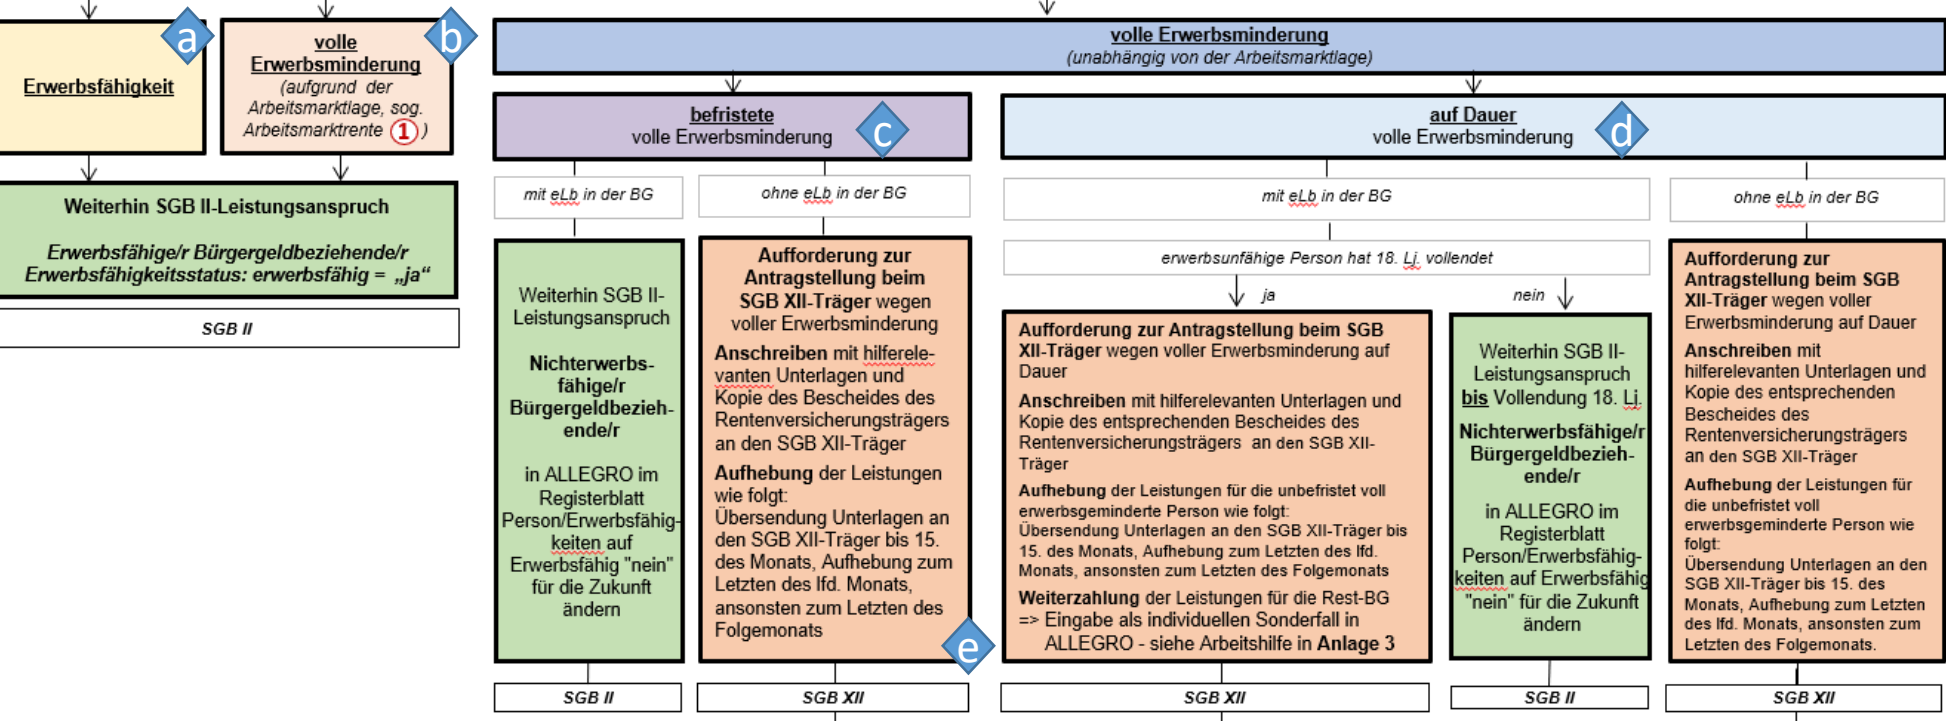 Erwerbsfähigkeit
a
volle
Erwerbsminderung
(aufgrund der
Arbeitsmarktlage, sog.
Arbeitsmarktrente 1 )
b
Weiterhin SGB II-Leistungsanspruch
Erwerbsfähige/r Bürgergeldbeziehende/r
Erwerbsfähigkeitsstatus: erwerbsfähig = „ja“
SGB II
volle Erwerbsminderung
(unabhängig von der Arbeitsmarktlage)
befristete
volle Erwerbsminderung
c
auf Dauer
volle Erwerbsminderung
d
mit eLb in der BG
Weiterhin SGB II-
Leistungsanspruch
Nichterwerbs-
fähige/r
Bürgergeldbezieh-
ende/r
in ALLEGRO im
Registerblatt
Person/Erwerbsfähig-
keiten auf
Erwerbsfähig "nein"
für die Zukunft
ändern
SGB II
ohne eLb in der BG
Aufforderung zur
Antragstellung beim
SGB XII-Träger wegen
voller Erwerbsminderung
Anschreiben mit hilferele-
vanten Unterlagen und
Kopie des Bescheides des
Rentenversicherungsträgers
an den SGB XII-Träger
Aufhebung der Leistungen
wie folgt:
Übersendung Unterlagen an
den SGB XII-Träger bis 15.
des Monats, Aufhebung zum
Letzten des lfd. Monats,
ansonsten zum Letzten des
Folgemonats
e
SGB XII
mit eLb in der BG
erwerbsunfähige Person hat 18. Lj. vollendet
ja
Aufforderung zur Antragstellung beim SGB
XII-Träger wegen voller Erwerbsminderung auf
Dauer
Anschreiben mit hilferelevanten Unterlagen und
Kopie des entsprechenden Bescheides des
Rentenversicherungsträgers an den SGB XII-
Träger
Aufhebung der Leistungen für die unbefristet voll
erwerbsgeminderte Person wie folgt:
Übersendung Unterlagen an den SGB XII-Träger bis
15. des Monats, Aufhebung zum Letzten des lfd.
Monats, ansonsten zum Letzten des Folgemonats
Weiterzahlung der Leistungen für die Rest-BG
=> Eingabe als individuellen Sonderfall in
ALLEGRO - siehe Arbeitshilfe in Anlage 3
SGB XII
nein
Weiterhin SGB II-
Leistungsanspruch
bis Vollendung 18. Lj.
Nichterwerbsfähige/r
Bürgergeldbezieh-
ende/r
in ALLEGRO im
Registerblatt
Person/Erwerbsfähig-
keiten auf Erwerbsfähig
"nein" für die Zukunft
ändern
SGB II
ohne eLb in der BG
Aufforderung zur
Antragstellung beim SGB
XII-Träger wegen voller
Erwerbsminderung auf Dauer
Anschreiben mit
hilferelevanten Unterlagen und
Kopie des entsprechenden
Bescheides des
Rentenversicherungsträgers
an den SGB XII-Träger
Aufhebung der Leistungen für
die unbefristet voll
erwerbsgeminderte Person wie
folgt:
Übersendung Unterlagen an den
SGB XII-Träger bis 15. des
Monats, Aufhebung zum Letzten
des lfd. Monats, ansonsten zum
Letzten des Folgemonats.
SGB XII